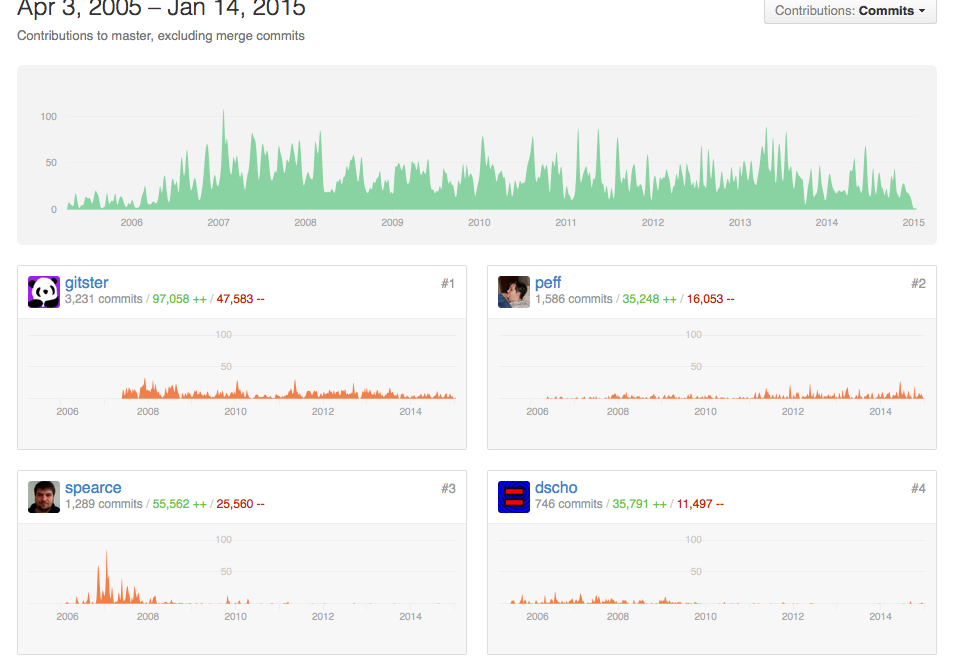 Apr 3, 2005 – Jan 14, 2015
Contributions: Commits
Contributions to master, excluding merge commits
100
50
0
2006 2007 2008 2009 2010 2011 2012 2013 2014 2015
gitster #1
3,231 commits / 97,058 ++ / 47,583 --
100
50
2006 2008 2010 2012 2014
peff #2
1,586 commits / 35,248 ++ / 16,053 --
100
50
2006 2008 2010 2012 2014
spearce #3
1,289 commits / 55,562 ++ / 25,560 --
100
50
2006 2008 2010 2012 2014
dscho #4
746 commits / 35,791 ++ / 11,497 --
100
50
2006 2008 2010 2012 2014